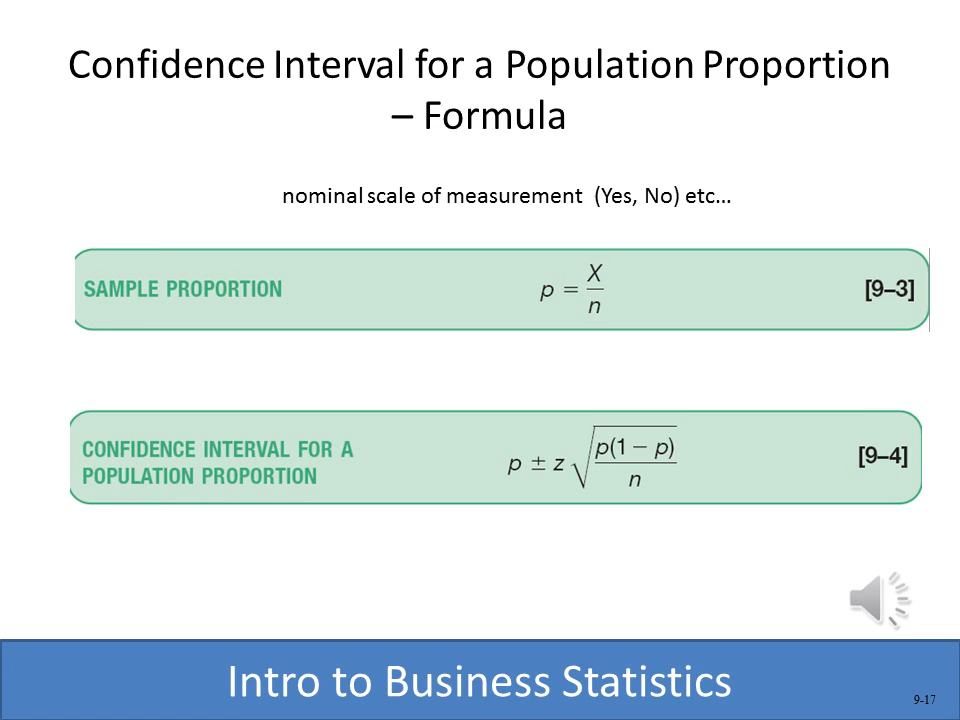 Confidence Interval for a Population Proportion
– Formula
nominal scale of measurement  (Yes, No) etc…
SAMPLE PROPORTION p = X/n [9–3]
CONFIDENCE INTERVAL FOR A
POPULATION PROPORTION p ± z √(p(1 − p)/n) [9–4]
Intro to Business Statistics
9-17